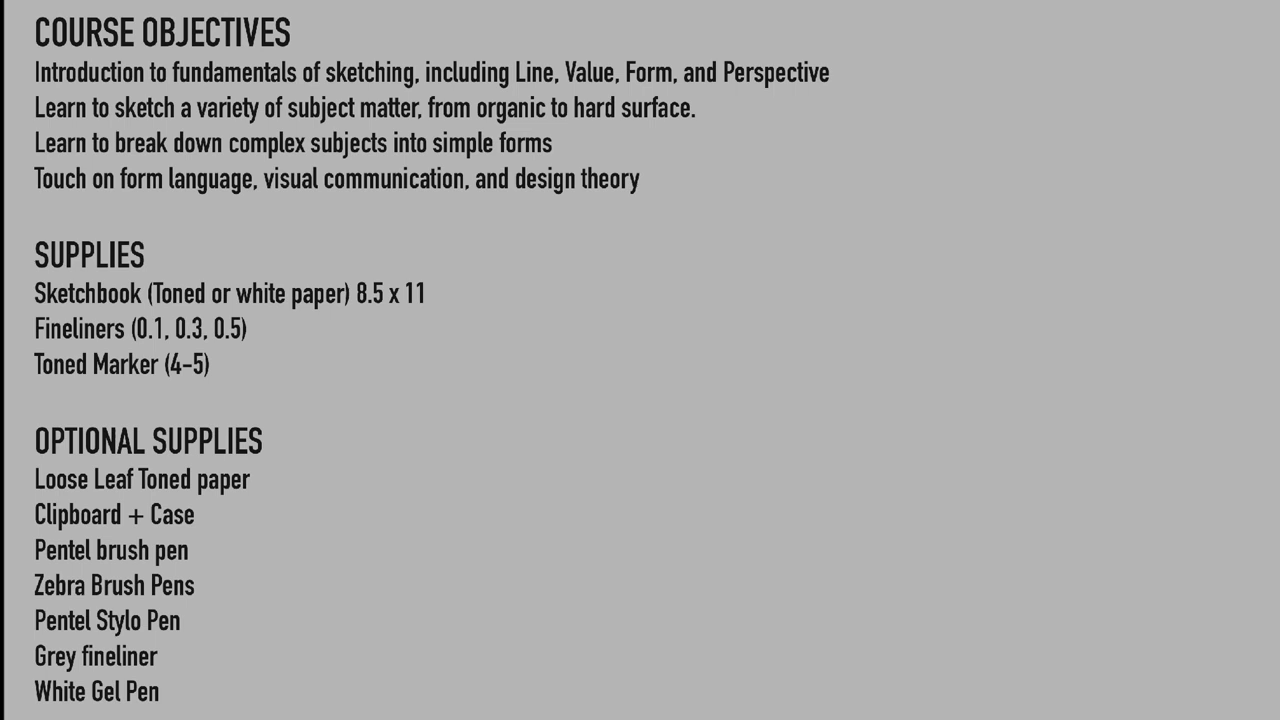 COURSE OBJECTIVES
Introduction to fundamentals of sketching, including Line, Value, Form, and Perspective
Learn to sketch a variety of subject matter, from organic to hard surface.
Learn to break down complex subjects into simple forms
Touch on form language, visual communication, and design theory
SUPPLIES
Sketchbook (Toned or white paper) 8.5 x 11
Fineliners (0.1, 0.3, 0.5)
Toned Marker (4-5)
OPTIONAL SUPPLIES
Loose Leaf Toned paper
Clipboard + Case
Pentel brush pen
Zebra Brush Pens
Pentel Stylo Pen
Grey fineliner
White Gel Pen